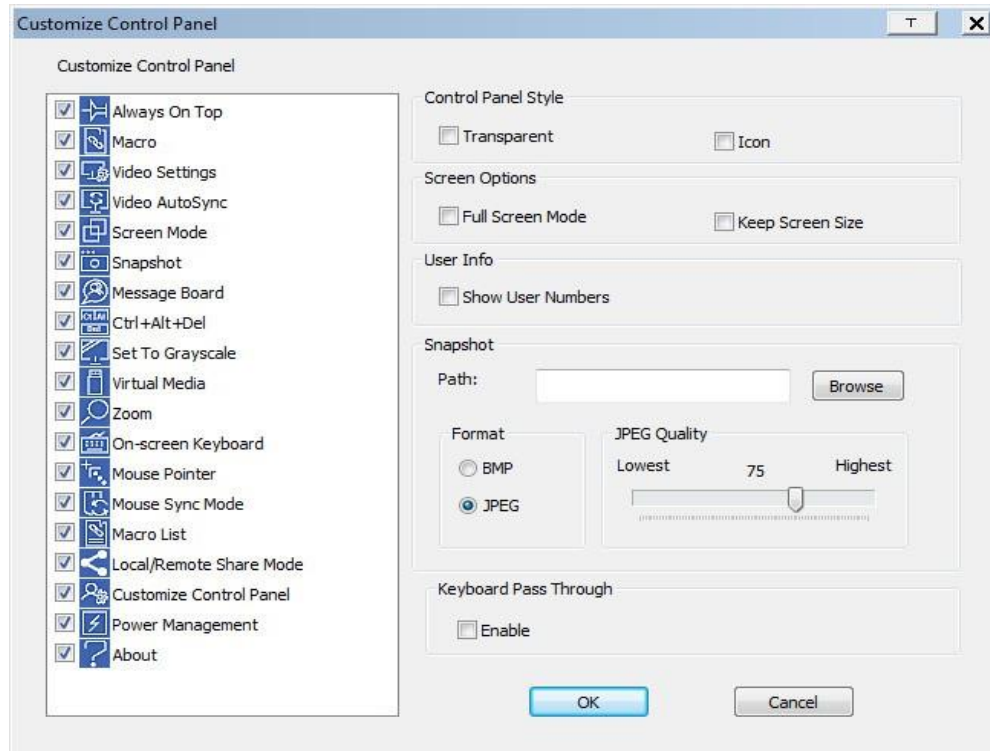 Customize Control Panel
T
Customize Control Panel
Always On Top
Macro
Video Settings
Video AutoSync
Screen Mode
Snapshot
Message Board
Ctrl+Alt+Del
Set To Grayscale
Virtual Media
Zoom
On-screen Keyboard
Mouse Pointer
Mouse Sync Mode
Macro List
Local/Remote Share Mode
Customize Control Panel
Power Management
About
Control Panel Style
Transparent
Icon
Screen Options
Full Screen Mode
Keep Screen Size
User Info
Show User Numbers
Snapshot
Path:
Browse
Format
BMP
JPEG
JPEG Quality
Lowest 75 Highest
Keyboard Pass Through
Enable
OK
Cancel